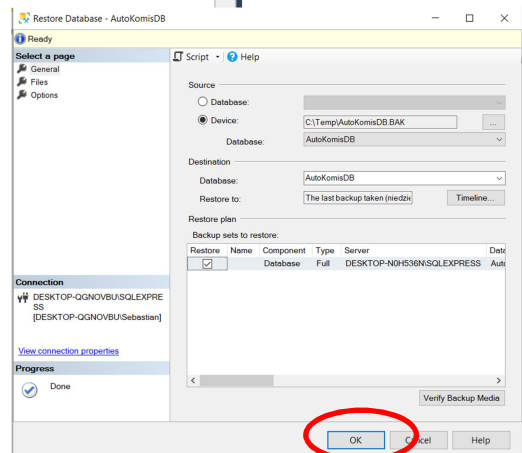 Restore Database - AutoKomisDB
Ready
Select a page
General
Files
Options
Script
Help
Source
Database:
Device:
C:\Temp\AutoKomisDB.BAK
...
Database:
AutoKomisDB
Destination
Database:
AutoKomisDB
Restore to:
The last backup taken (niedzie
Timeline...
Restore plan
Backup sets to restore:
Restore Name Component Type Server Data
Database Full DESKTOP-N0H536N\SQLEXPRESS Auto
Connection
DESKTOP-QGNOVBU\SQLEXPRE
SS
[DESKTOP-QGNOVBU\Sebastian]
View connection properties
Progress
Done
Verify Backup Media
OK Cancel Help